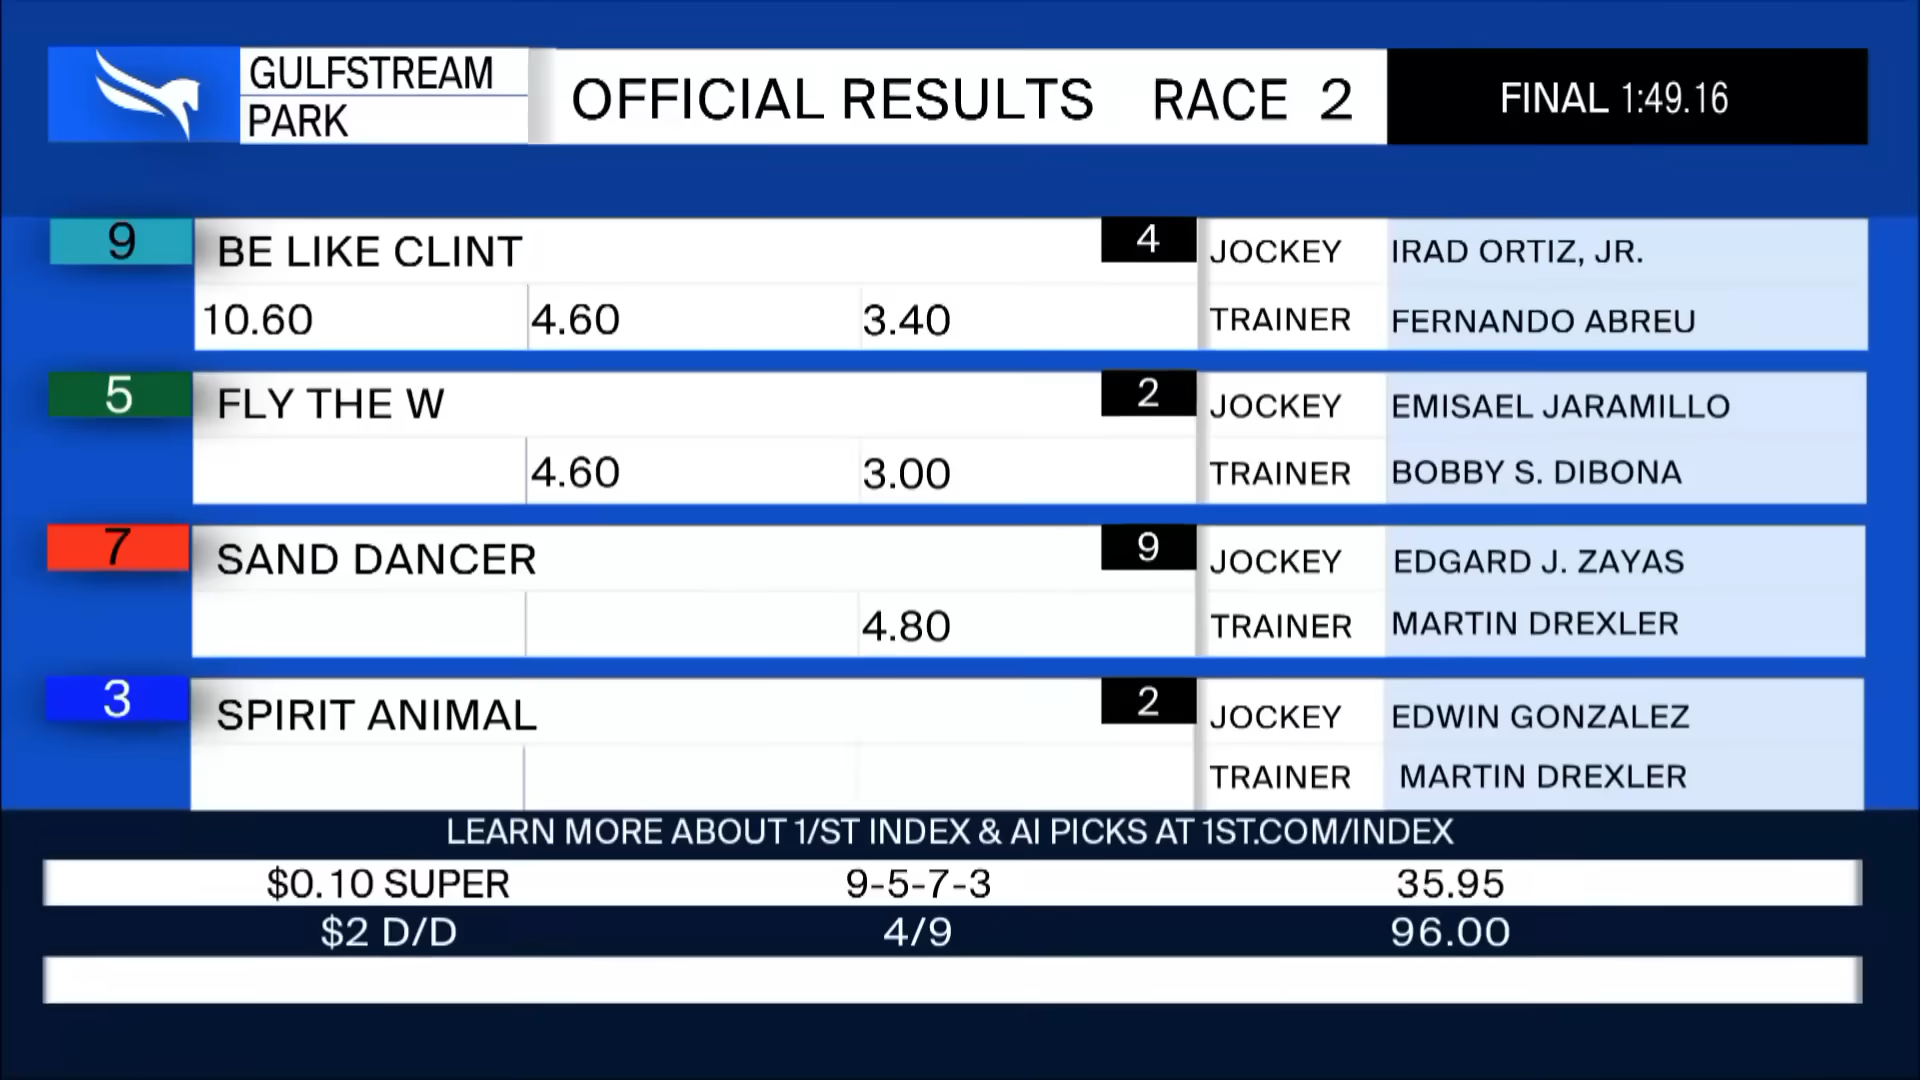 GULFSTREAM
PARK
OFFICIAL RESULTS RACE 2
FINAL 1:49.16
9 BE LIKE CLINT 4 JOCKEY IRAD ORTIZ, JR.
10.60 4.60 3.40 TRAINER FERNANDO ABREU
5 FLY THE W 2 JOCKEY EMISAEL JARAMILLO
4.60 3.00 TRAINER BOBBY S. DIBONA
7 SAND DANCER 9 JOCKEY EDGARD J. ZAYAS
4.80 TRAINER MARTIN DREXLER
3 SPIRIT ANIMAL 2 JOCKEY EDWIN GONZALEZ
TRAINER MARTIN DREXLER
LEARN MORE ABOUT 1/ST INDEX & AI PICKS AT 1ST.COM/INDEX
$0.10 SUPER 9-5-7-3 35.95
$2 D/D 4/9 96.00